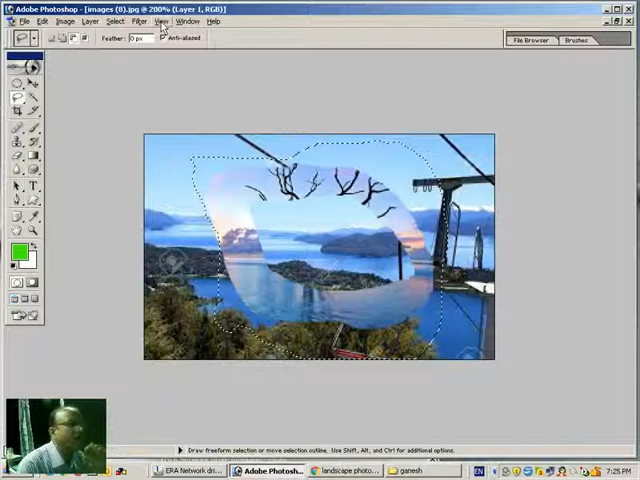 Adobe Photoshop - [images (8).jpg @ 200% (Layer 1, RGB)]
File Edit Image Layer Select Filter View Window Help
Feather: 0 px Anti-aliased File Browser Brushes
Draw freeform selection or move selection outline. Use Shift, Alt, and Ctrl for additional options.
ERA Network dri... Adobe Photosh... landscape photo... ganesh EN 7:25 PM